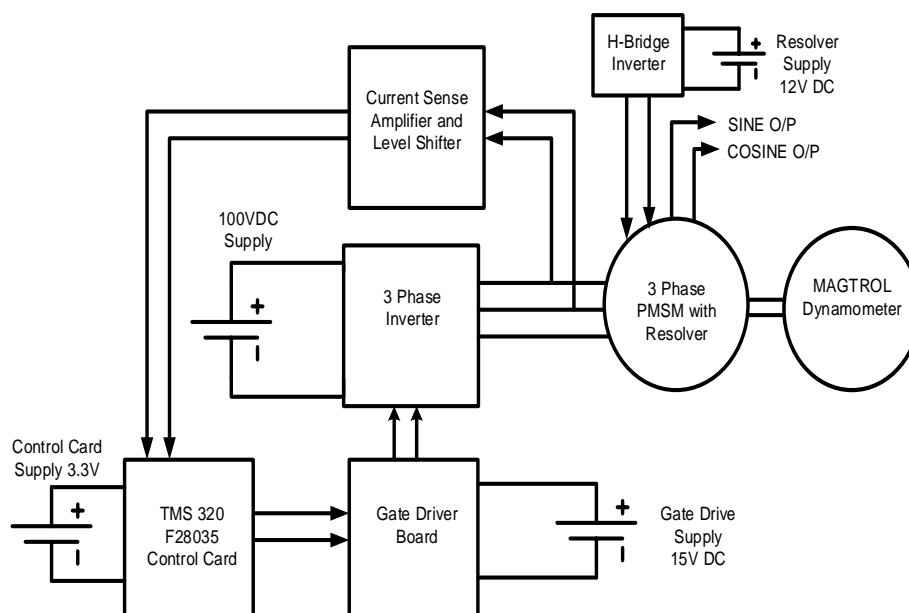 H-Bridge
Inverter
+
Resolver
Supply
12V DC
Current Sense
Amplifier and
Level Shifter
SINE O/P
COSINE O/P
100VDC
Supply
+
3 Phase
Inverter
3 Phase
PMSM with
Resolver
MAGTROL
Dynamometer
Control Card
Supply 3.3V
+
TMS 320
F28035
Control Card
Gate Driver
Board
+
Gate Drive
Supply
15V DC